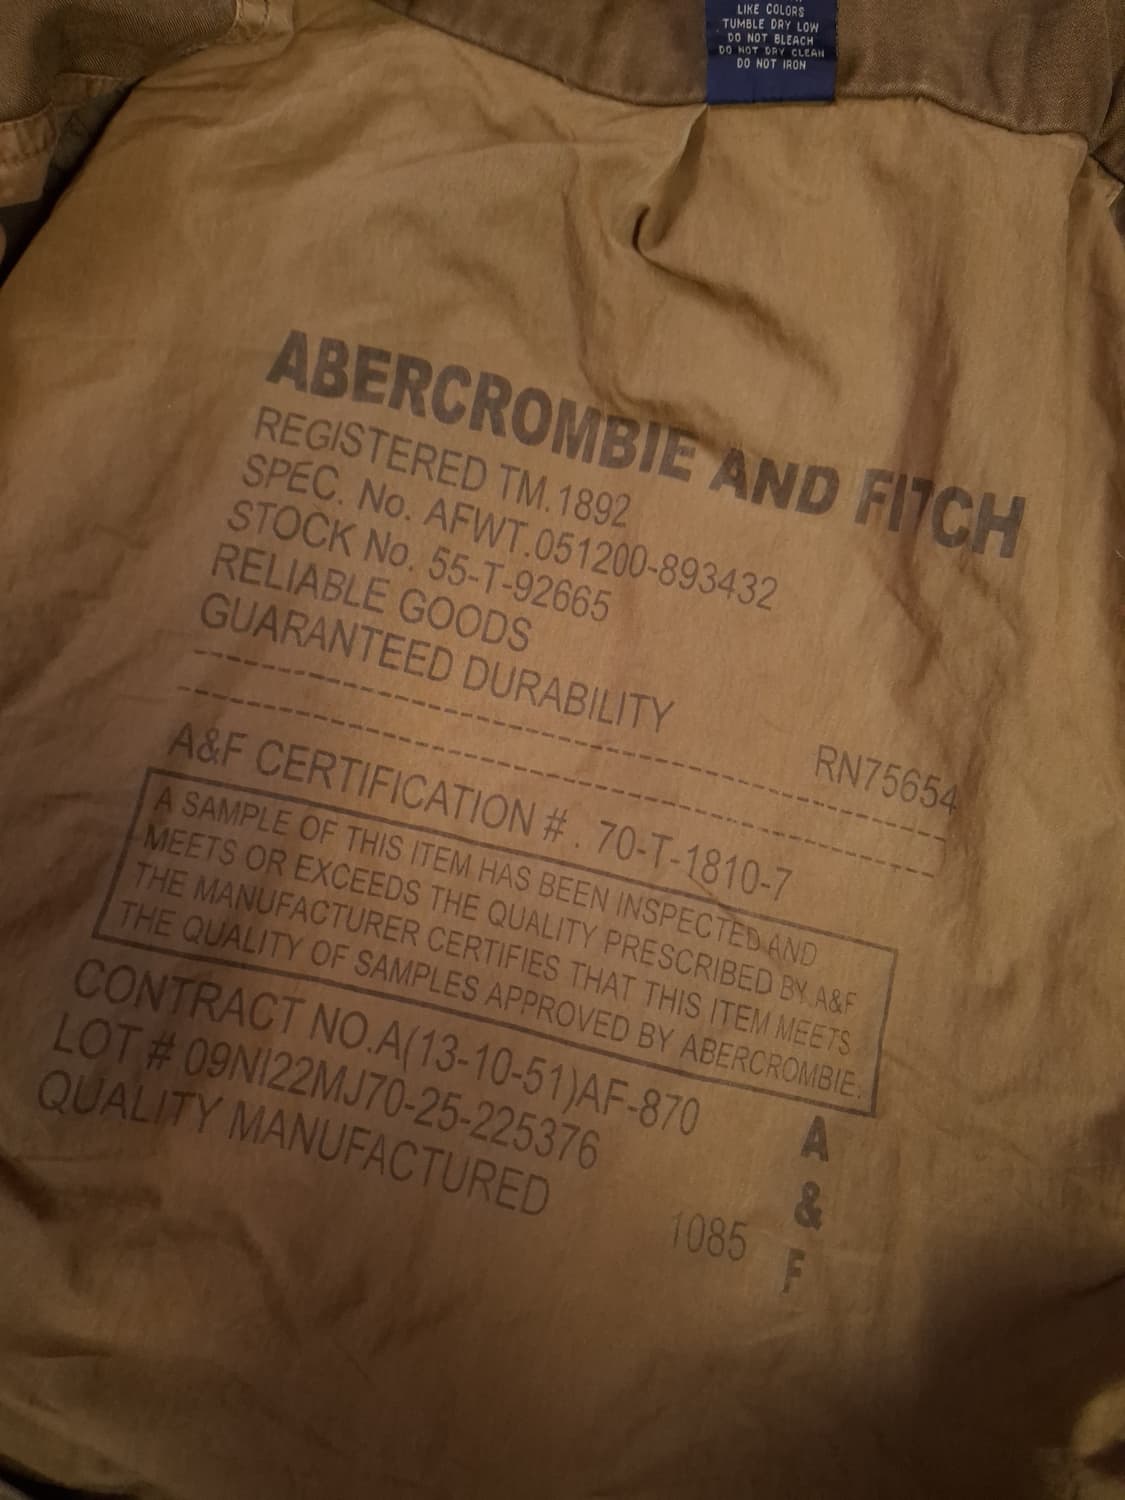 LIKE COLORS
TUMBLE DRY LOW
DO NOT BLEACH
DO NOT DRY CLEAN
DO NOT IRON
ABERCROMBIE AND FITCH
REGISTERED TM.1892
SPEC. No. AFWT.051200-893432
STOCK No. 55-T-92665
RELIABLE GOODS
GUARANTEED DURABILITY
RN75654
A&F CERTIFICATION #. 70-T-1810-7
A SAMPLE OF THIS ITEM HAS BEEN INSPECTED AND
MEETS OR EXCEEDS THE QUALITY PRESCRIBED BY A&F
THE MANUFACTURER CERTIFIES THAT THIS ITEM MEETS
THE QUALITY OF SAMPLES APPROVED BY ABERCROMBIE.
CONTRACT NO.A(13-10-51)AF-870
LOT # 09NI22MJ70-25-225376
QUALITY MANUFACTURED
1085
A
&
F